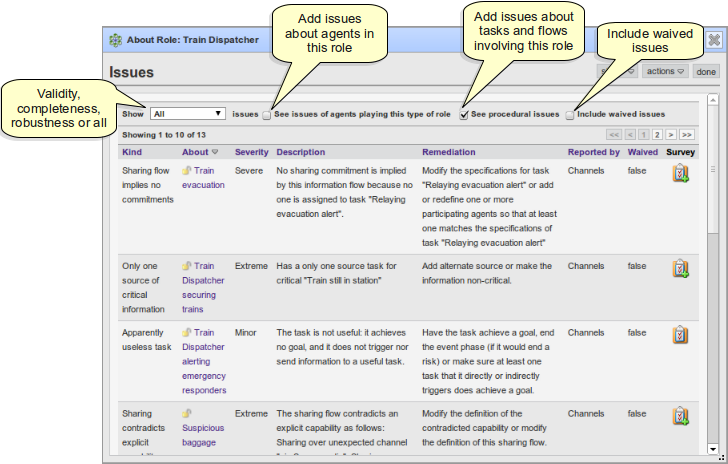 Add issues
about agents in
this role
Add issues about
tasks and flows
involving this role
Include waived
issues
Validity,
completeness,
robustness or all
About Role: Train Dispatcher
Issues
actions
done
Show All issues See issues of agents playing this type of role See procedural issues Include waived issues
Showing 1 to 10 of 13
<< < 1 2 > >>
Kind About Severity Description Remediation Reported by Waived Survey
Sharing flow
implies no
commitments
Train
evacuation
Severe
No sharing commitment is implied
by this information flow because no
one is assigned to task "Relaying
evacuation alert".
Modify the specifications for task
"Relaying evacuation alert" or add
or redefine one or more
participating agents so that at least
one matches the specifications of
task "Relaying evacuation alert"
Channels
false
Only one
source of
critical
information
Train
Dispatcher
securing
trains
Extreme
Has a only one source task for
critical "Train still in station"
Add alternate source or make the
information non-critical.
Channels
false
Apparently
useless task
Train
Dispatcher
alerting
emergency
responders
Minor
The task is not useful: it achieves
no goal, and it does not trigger nor
send information to a useful task.
Have the task achieve a goal, end
the event phase (if it would end a
risk) or make sure at least one
task that it directly or indirectly
triggers does achieve a goal.
Channels
false
Sharing
contradicts
explicit
Suspicious
baggage
Extreme
The sharing flow contradicts an
explicit capability as follows:
Sharing over unexpected channel
Modify the definition of the
contradicted capability or modify
the definition of this sharing flow.
Channels
false